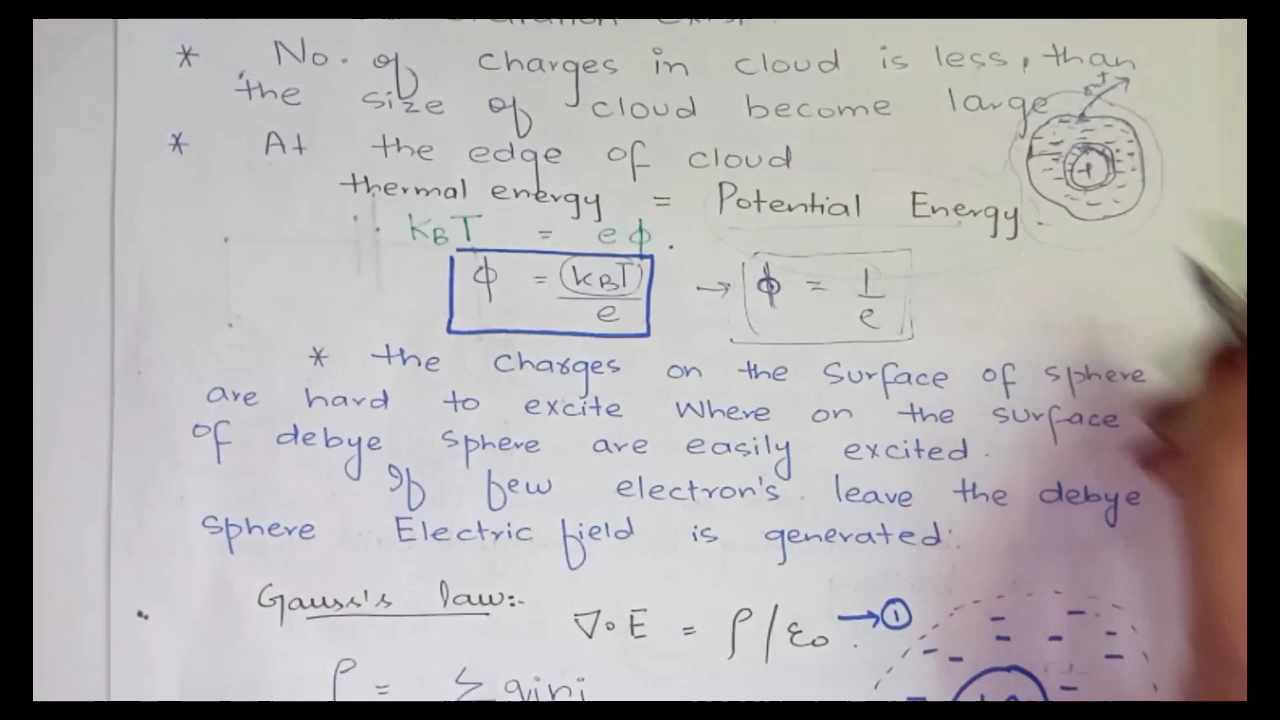 * No. of charges in cloud is less, than
the size of cloud become large
* At the edge of cloud
thermal energy = Potential Energy.
∴ KBT = eϕ.
ϕ = KBT/e → ϕ = 1/e
* the charges on the surface of sphere
are hard to excite where on the surface
of debye sphere are easily excited.
If few electron's leave the debye
sphere Electric field is generated.
Gauss's law:-
∇•E = ρ/ε0 → ①
ρ = Σ qini